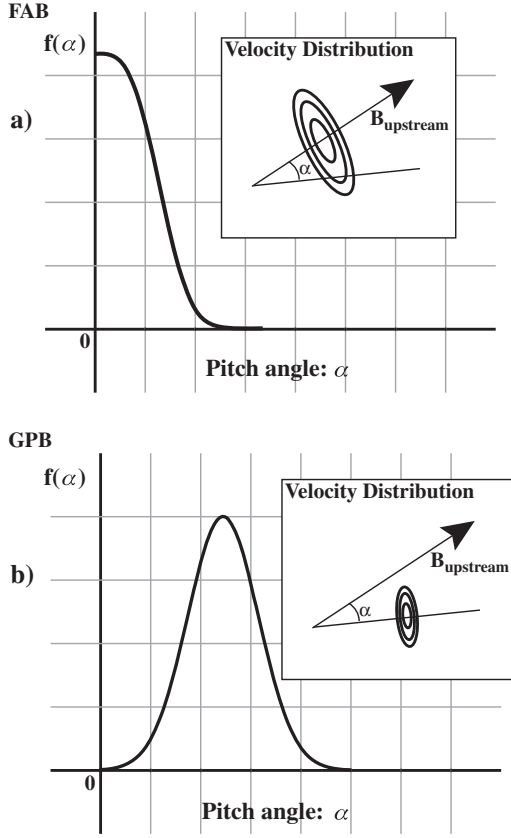 FAB
f(α)
Velocity Distribution
a)
B_upstream
α
0
Pitch angle: α
GPB
f(α)
Velocity Distribution
b)
B_upstream
α
0
Pitch angle: α